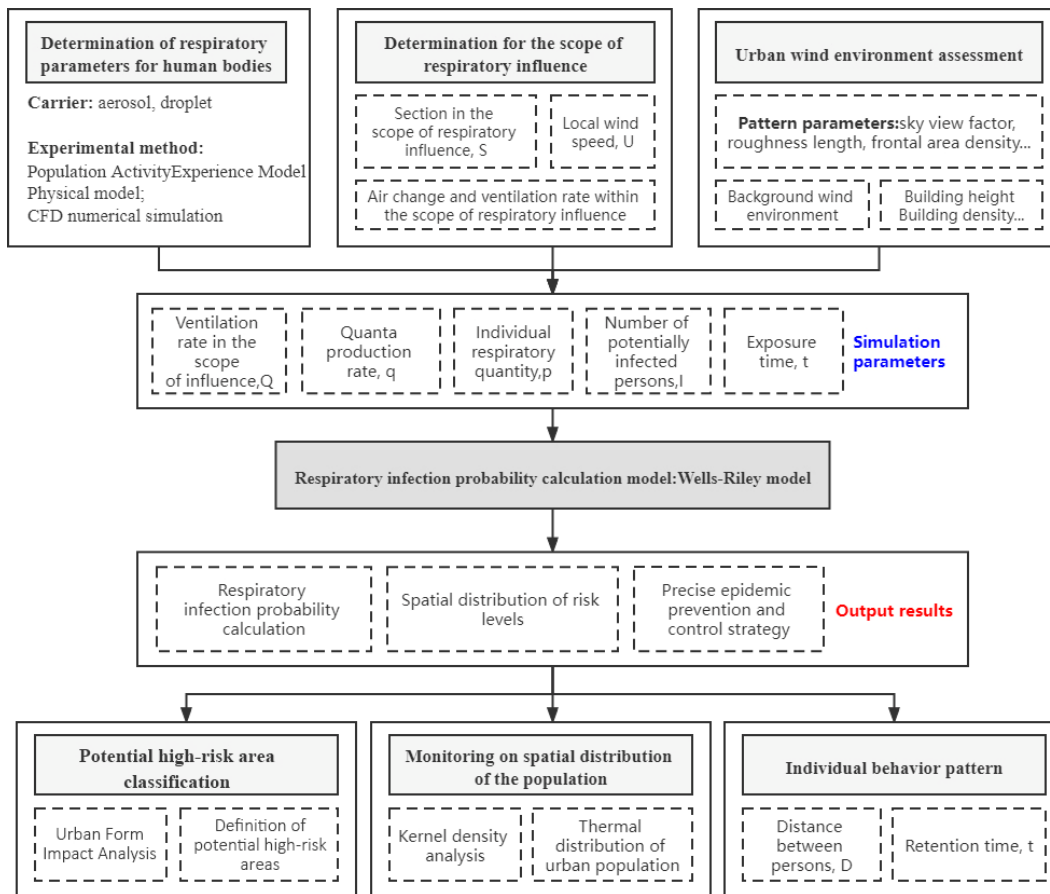 Determination of respiratory
parameters for human bodies
Carrier: aerosol, droplet
Experimental method:
Population ActivityExperience Model
Physical model;
CFD numerical simulation
Determination for the scope of
respiratory influence
Section in the
scope of respiratory
influence, S
Local wind
speed, U
Air change and ventilation rate within
the scope of respiratory influence
Urban wind environment assessment
Pattern parameters:sky view factor,
roughness length, frontal area density...
Background wind
environment
Building height
Building density...
Ventilation
rate in the
scope
of influence,Q
Quanta
production
rate, q
Individual
respiratory
quantity,p
Number of
potentially
infected
persons,I
Exposure
time, t
Simulation
parameters
Respiratory infection probability calculation model:Wells-Riley model
Respiratory
infection probability
calculation
Spatial distribution of risk
levels
Precise epidemic
prevention and
control strategy
Output results
Potential high-risk area
classification
Urban Form
Impact Analysis
Definition of
potential high-risk
areas
Monitoring on spatial distribution
of the population
Kernel density
analysis
Thermal
distribution of
urban population
Individual behavior pattern
Distance
between
persons, D
Retention time, t